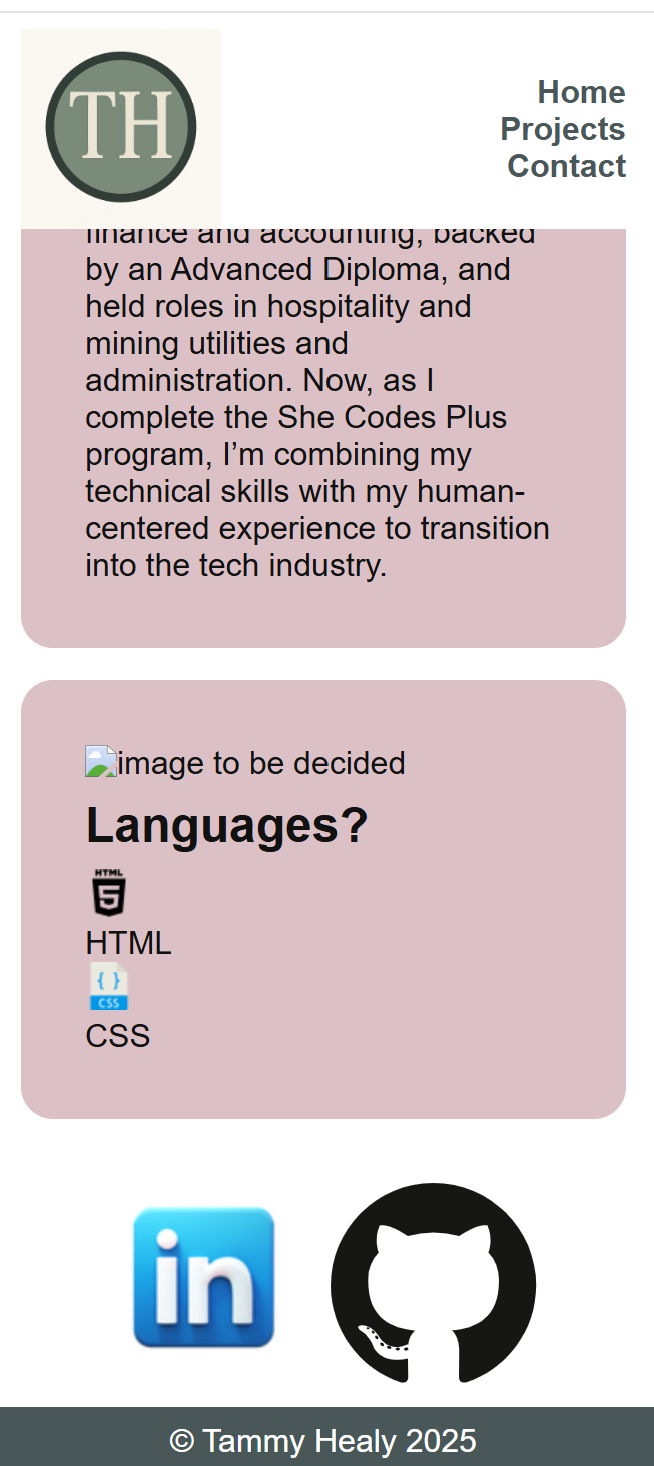 TH
Home
Projects
Contact
finance and accounting, backed
by an Advanced Diploma, and
held roles in hospitality and
mining utilities and
administration. Now, as I
complete the She Codes Plus
program, I’m combining my
technical skills with my human-
centered experience to transition
into the tech industry.
image to be decided
Languages?
HTML
5
HTML
{ }
CSS
CSS
in
© Tammy Healy 2025